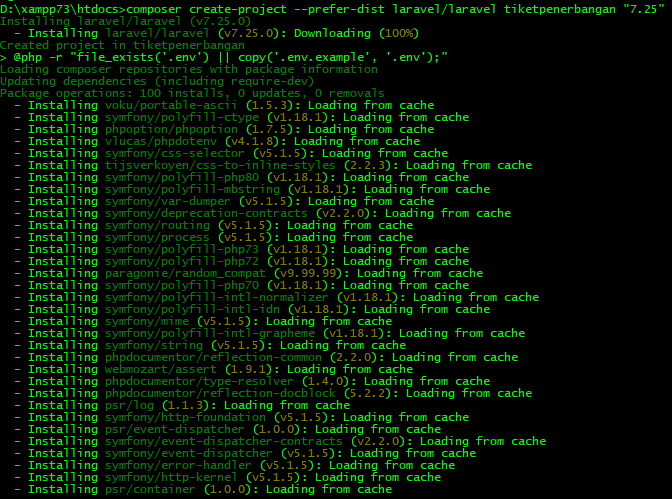 D:\xampp73\htdocs>composer create-project --prefer-dist laravel/laravel tiketpenerbangan "7.25"
Installing laravel/laravel (v7.25.0)
  - Installing laravel/laravel (v7.25.0): Downloading (100%)
Created project in tiketpenerbangan
> @php -r "file_exists('.env') || copy('.env.example', '.env');"
Loading composer repositories with package information
Updating dependencies (including require-dev)
Package operations: 100 installs, 0 updates, 0 removals
  - Installing voku/portable-ascii (1.5.3): Loading from cache
  - Installing symfony/polyfill-ctype (v1.18.1): Loading from cache
  - Installing phpoption/phpoption (1.7.5): Loading from cache
  - Installing vlucas/phpdotenv (v4.1.8): Loading from cache
  - Installing symfony/css-selector (v5.1.5): Loading from cache
  - Installing tijsverkoyen/css-to-inline-styles (2.2.3): Loading from cache
  - Installing symfony/polyfill-php80 (v1.18.1): Loading from cache
  - Installing symfony/polyfill-mbstring (v1.18.1): Loading from cache
  - Installing symfony/var-dumper (v5.1.5): Loading from cache
  - Installing symfony/deprecation-contracts (v2.2.0): Loading from cache
  - Installing symfony/routing (v5.1.5): Loading from cache
  - Installing symfony/process (v5.1.5): Loading from cache
  - Installing symfony/polyfill-php73 (v1.18.1): Loading from cache
  - Installing symfony/polyfill-php72 (v1.18.1): Loading from cache
  - Installing paragonie/random_compat (v9.99.99): Loading from cache
  - Installing symfony/polyfill-php70 (v1.18.1): Loading from cache
  - Installing symfony/polyfill-intl-normalizer (v1.18.1): Loading from cache
  - Installing symfony/polyfill-intl-idn (v1.18.1): Loading from cache
  - Installing symfony/mime (v5.1.5): Loading from cache
  - Installing symfony/polyfill-intl-grapheme (v1.18.1): Loading from cache
  - Installing symfony/string (v5.1.5): Loading from cache
  - Installing phpdocumentor/reflection-common (2.2.0): Loading from cache
  - Installing webmozart/assert (1.9.1): Loading from cache
  - Installing phpdocumentor/type-resolver (1.4.0): Loading from cache
  - Installing phpdocumentor/reflection-docblock (5.2.2): Loading from cache
  - Installing psr/log (1.1.3): Loading from cache
  - Installing symfony/http-foundation (v5.1.5): Loading from cache
  - Installing psr/event-dispatcher (1.0.0): Loading from cache
  - Installing symfony/event-dispatcher-contracts (v2.2.0): Loading from cache
  - Installing symfony/event-dispatcher (v5.1.5): Loading from cache
  - Installing symfony/error-handler (v5.1.5): Loading from cache
  - Installing symfony/http-kernel (v5.1.5): Loading from cache
  - Installing psr/container (1.0.0): Loading from cache